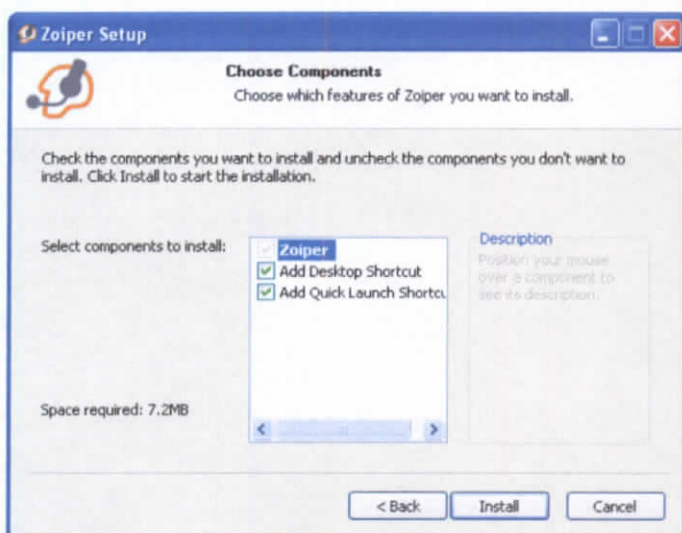 Zoiper Setup
Choose Components
Choose which features of Zoiper you want to install.
Check the components you want to install and uncheck the components you don't want to
install. Click Install to start the installation.
Select components to install:
Zoiper
Add Desktop Shortcut
Add Quick Launch Shortcu
Description
Position your mouse
over a component to
see its description.
Space required: 7.2MB
< Back
Install
Cancel